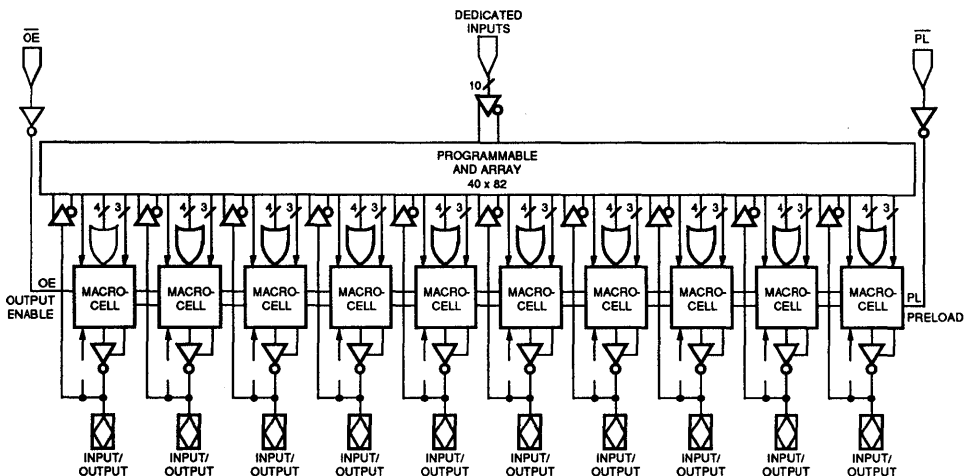 DEDICATED
INPUTS
OE
PL
10
PROGRAMMABLE
AND ARRAY
40 x 82
4 3 4 3 4 3 4 3 4 3 4 3 4 3 4 3 4 3 4 3
OE
OUTPUT
ENABLE
MACRO-
CELL
MACRO-
CELL
MACRO-
CELL
MACRO-
CELL
MACRO-
CELL
MACRO-
CELL
MACRO-
CELL
MACRO-
CELL
MACRO-
CELL
MACRO-
CELL
PL
PRELOAD
INPUT/
OUTPUT
INPUT/
OUTPUT
INPUT/
OUTPUT
INPUT/
OUTPUT
INPUT/
OUTPUT
INPUT/
OUTPUT
INPUT/
OUTPUT
INPUT/
OUTPUT
INPUT/
OUTPUT
INPUT/
OUTPUT